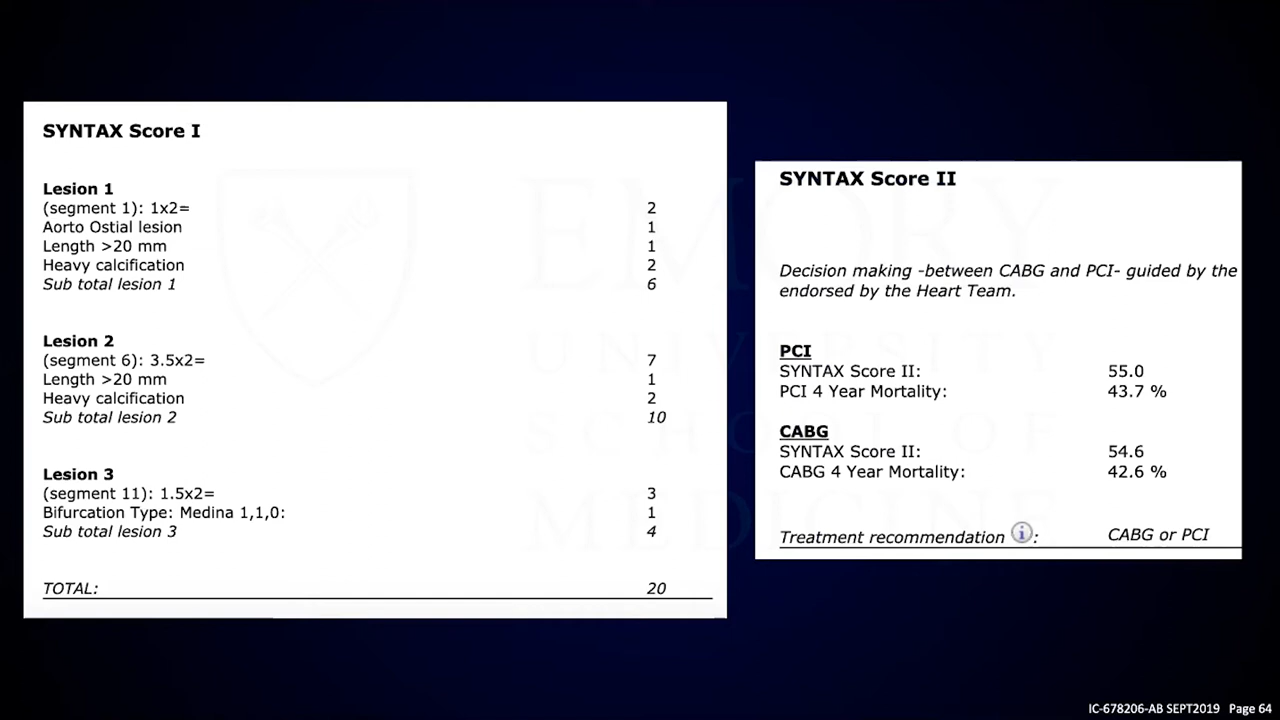 SYNTAX Score I
Lesion 1
(segment 1): 1x2= 2
Aorto Ostial lesion 1
Length >20 mm 1
Heavy calcification 2
Sub total lesion 1 6
Lesion 2
(segment 6): 3.5x2= 7
Length >20 mm 1
Heavy calcification 2
Sub total lesion 2 10
Lesion 3
(segment 11): 1.5x2= 3
Bifurcation Type: Medina 1,1,0: 1
Sub total lesion 3 4
TOTAL: 20
SYNTAX Score II
Decision making -between CABG and PCI- guided by the
endorsed by the Heart Team.
PCI
SYNTAX Score II: 55.0
PCI 4 Year Mortality: 43.7 %
CABG
SYNTAX Score II: 54.6
CABG 4 Year Mortality: 42.6 %
Treatment recommendation i : CABG or PCI
EMORY
UNIVERSITY
SCHOOL OF
MEDICINE
IC-678206-AB SEPT2019 Page 64